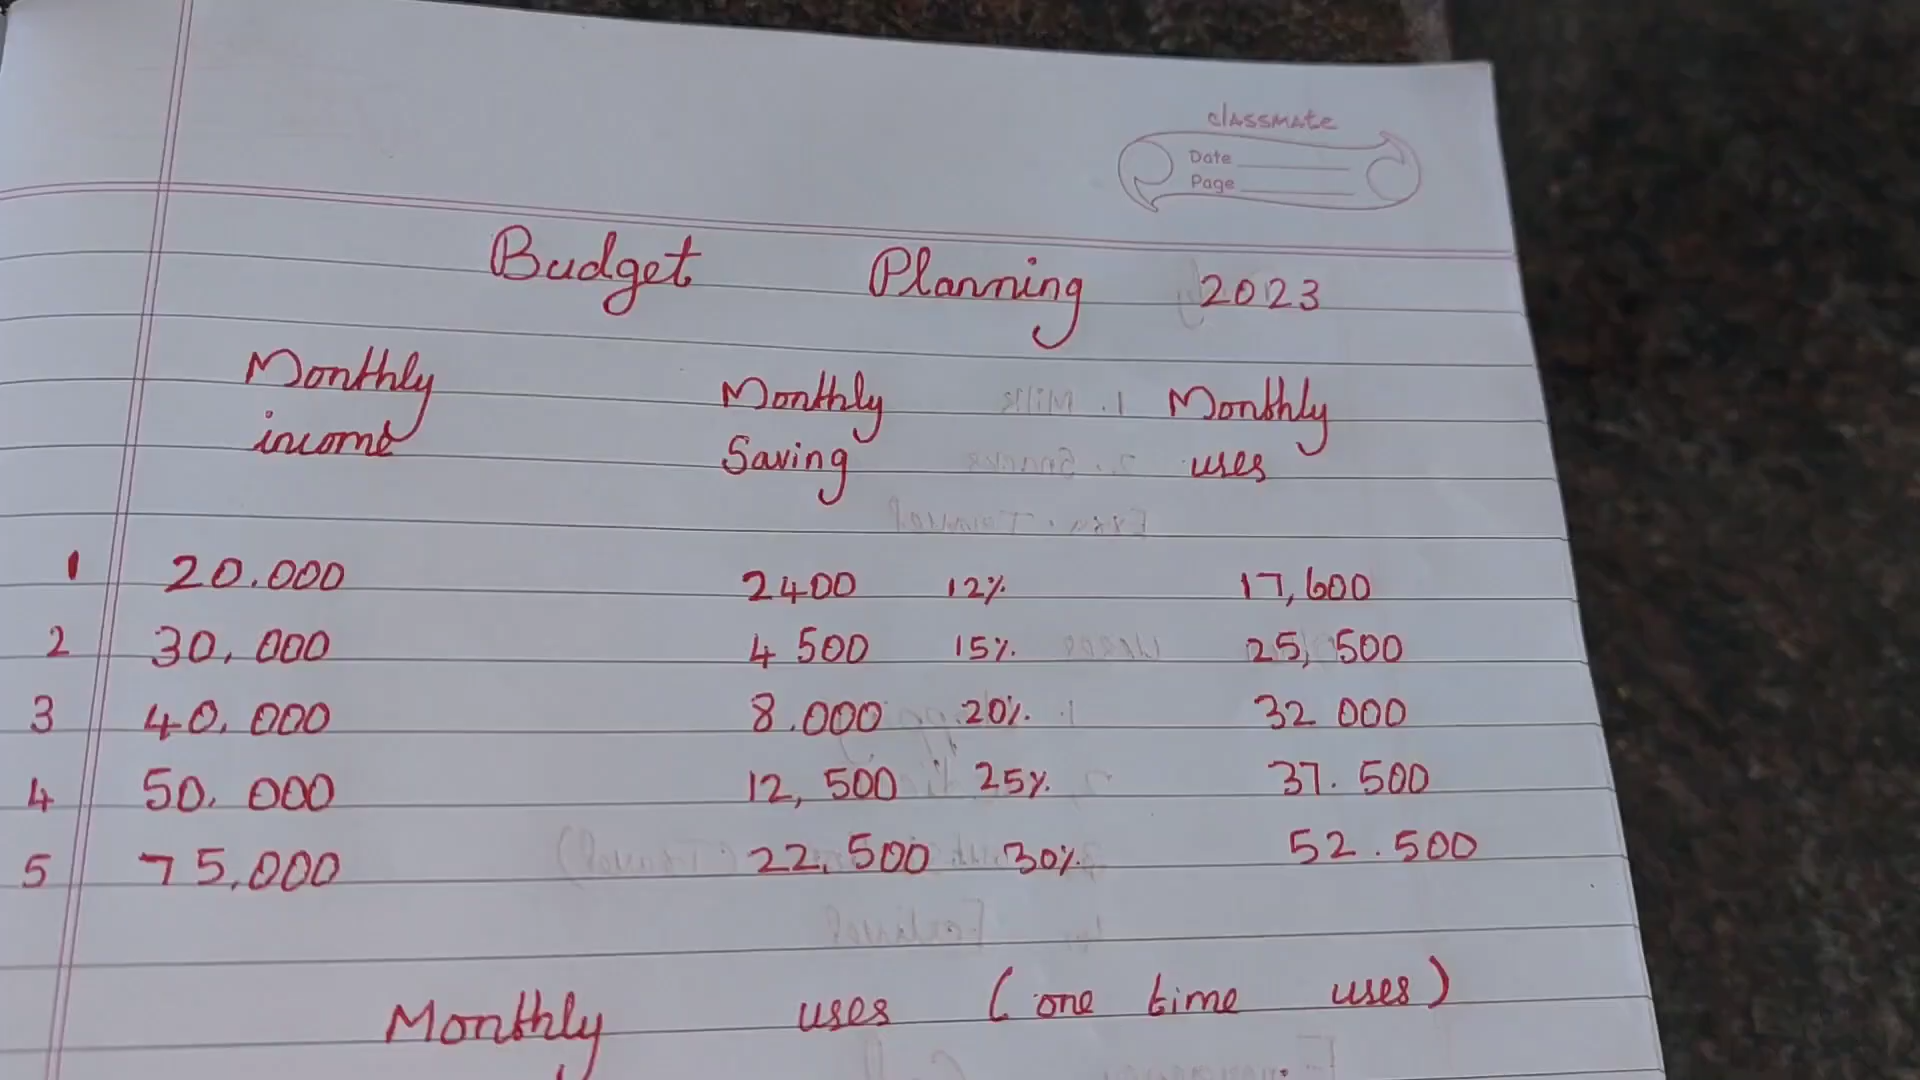 classmate
Date
Page
Budget Planning 2023
Monthly income Monthly Saving Monthly uses
1 20.000 2400 12% 17,600
2 30,000 4 500 15% 25, 500
3 40,000 8.000 20% 32 000
4 50, 000 12, 500 25% 37.500
5 75,000 22,500 30% 52.500
Monthly uses (one time uses)